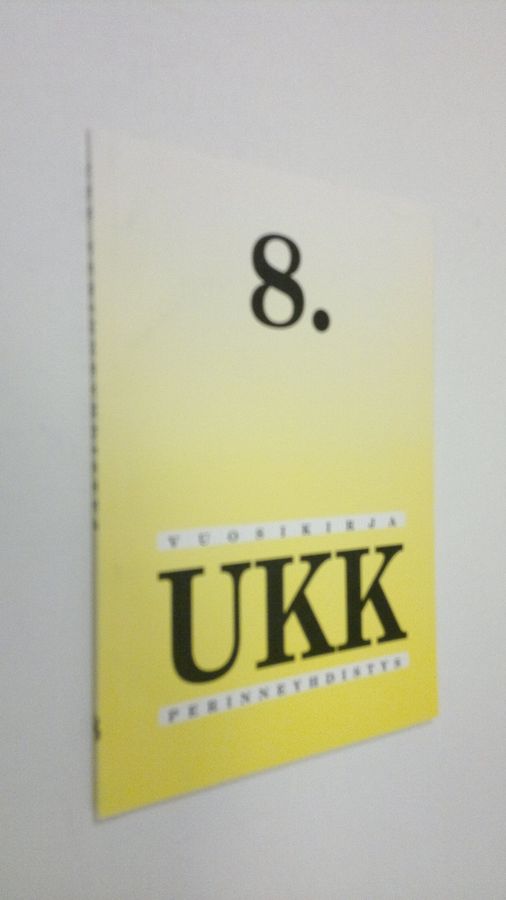 8.
VUOSIKIRJA
UKK
PERINNEYHDISTYS